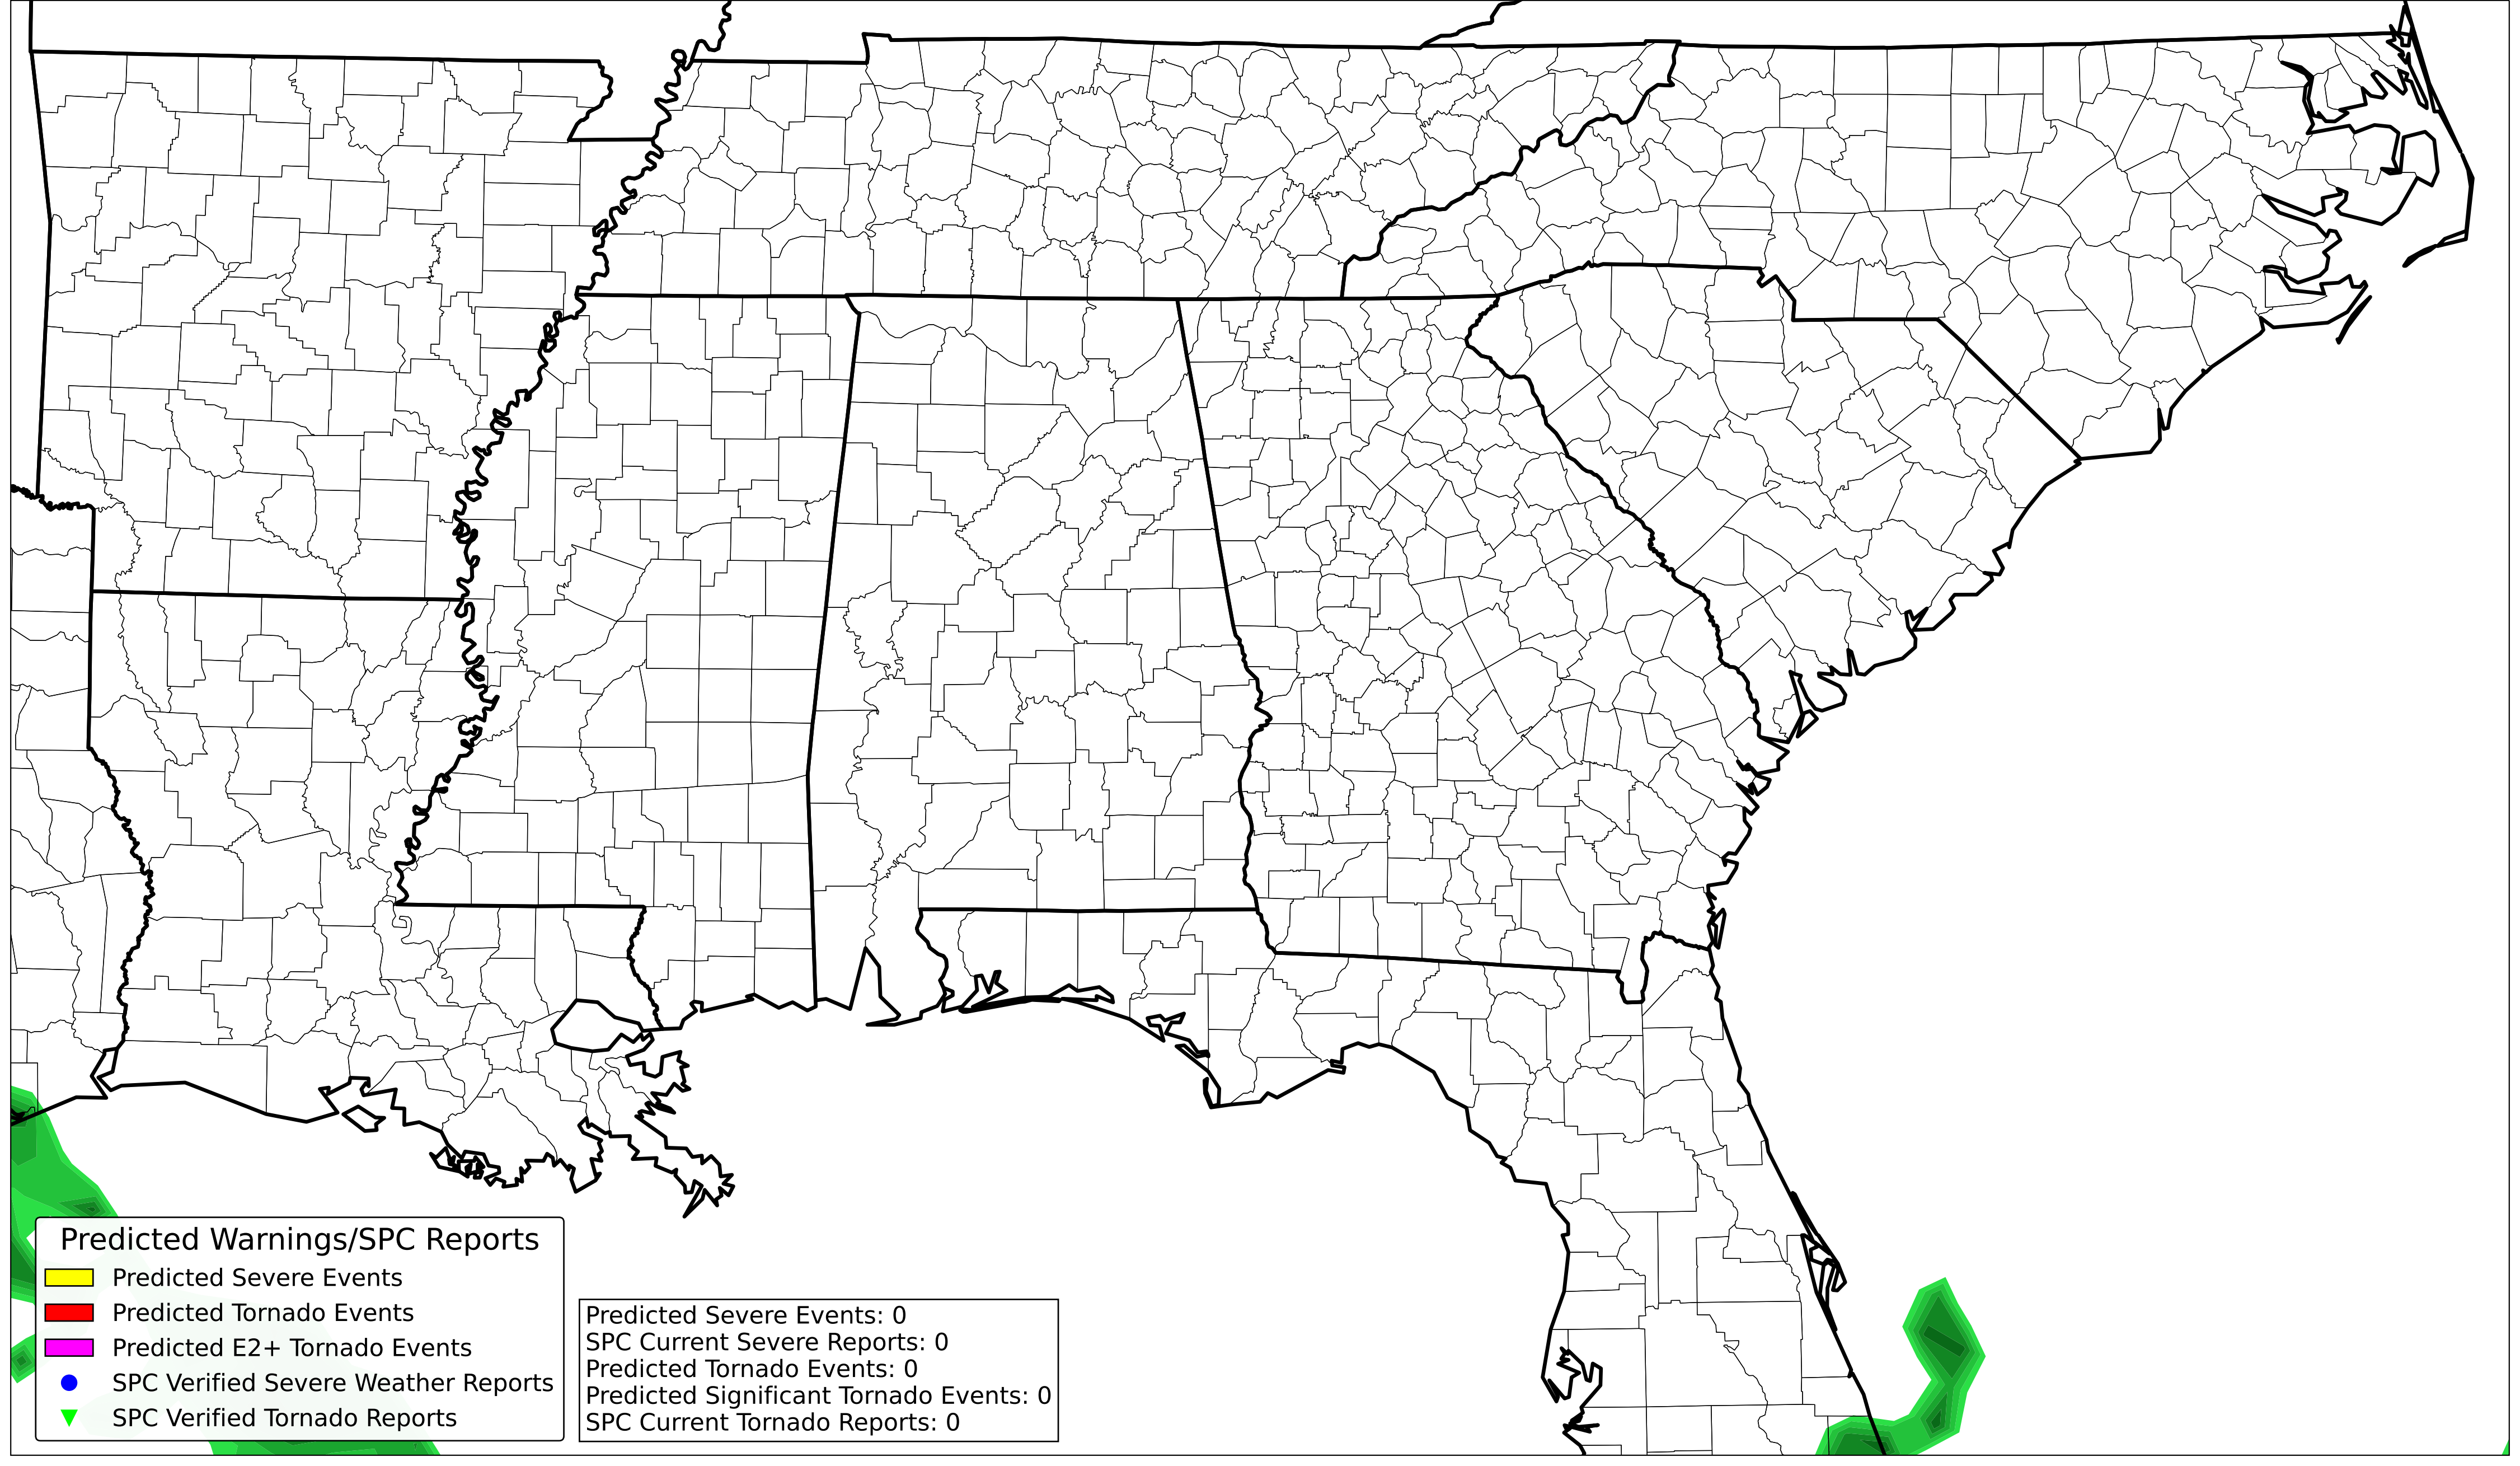 Predicted Warnings/SPC Reports
Predicted Severe Events
Predicted Tornado Events
Predicted E2+ Tornado Events
SPC Verified Severe Weather Reports
SPC Verified Tornado Reports
Predicted Severe Events: 0
SPC Current Severe Reports: 0
Predicted Tornado Events: 0
Predicted Significant Tornado Events: 0
SPC Current Tornado Reports: 0